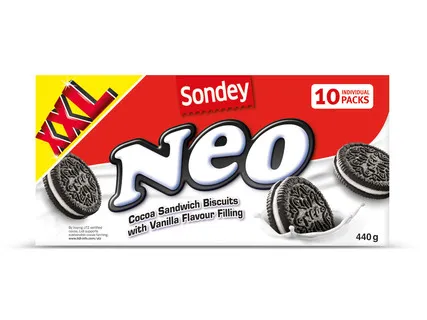 XXL
Sondey
10 INDIVIDUAL
PACKS
Neo
Cocoa Sandwich Biscuits
with Vanilla Flavour Filling
440 g